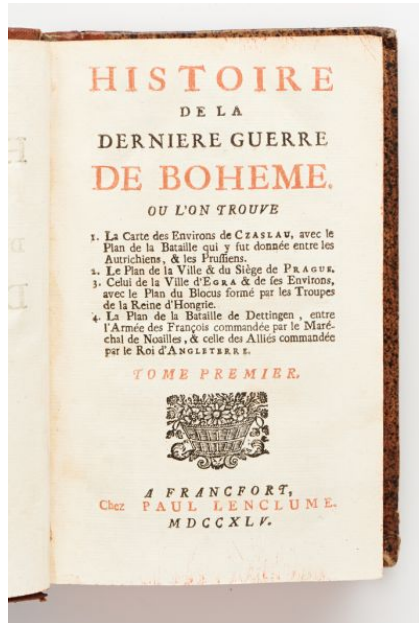 HISTOIRE
DE LA
DERNIERE GUERRE
DE BOHEME.
OU L'ON TROUVE
1. La Carte des Environs de CZASLAU, avec le
Plan de la Bataille qui y fut donnée entre les
Autrichiens, & les Prussiens.
2. Le Plan de la Ville & du Siège de PRAGUE.
3. Celui de la Ville d'EGRA & de ses Environs,
avec le Plan du Blocus formé par les Troupes
de la Reine d'Hongrie.
4. La Plan de la Bataille de Dettingen, entre
l'Armée des François commandée par le Maré-
chal de Noailles, & celle des Alliés commandée
par le Roi d'ANGLETERRE.
TOME PREMIER.
A FRANCFORT,
Chez PAUL LENCLUME.
MDCCXLV.